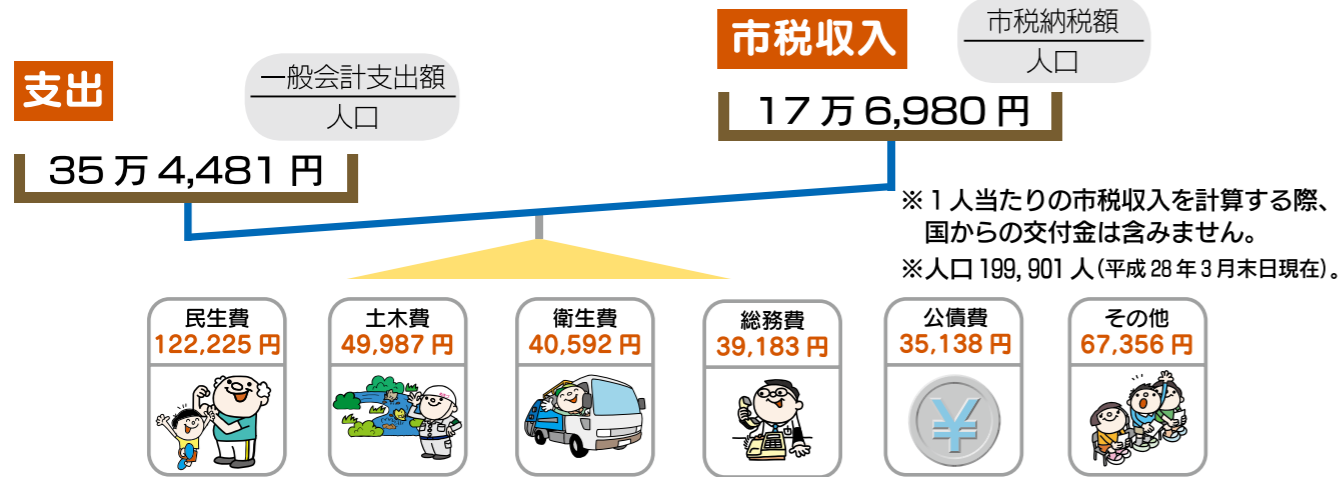 支出
一般会計支出額
人口
35万4,481円
市税収入
市税納税額
人口
17万6,980円
※1人当たりの市税収入を計算する際、
国からの交付金は含みません。
※人口199,901人(平成28年3月末日現在)。
民生費
122,225円
土木費
49,987円
衛生費
40,592円
総務費
39,183円
公債費
35,138円
¥
その他
67,356円